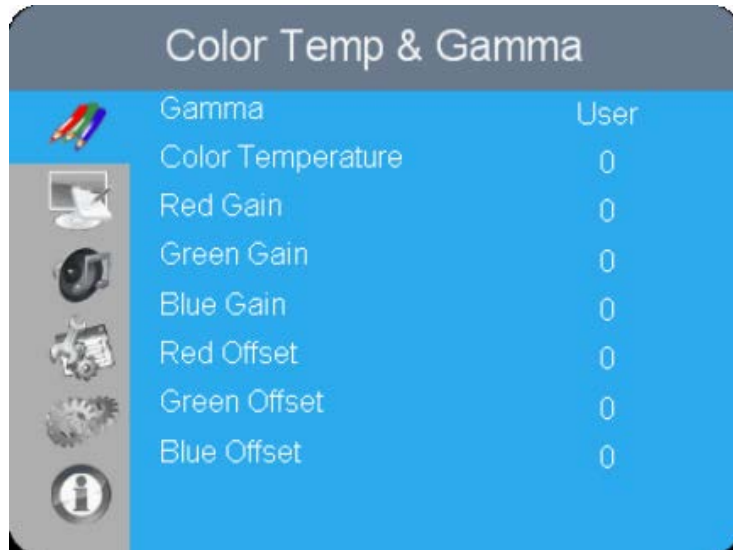 Color Temp & Gamma
Gamma User
Color Temperature 0
Red Gain 0
Green Gain 0
Blue Gain 0
Red Offset 0
Green Offset 0
Blue Offset 0